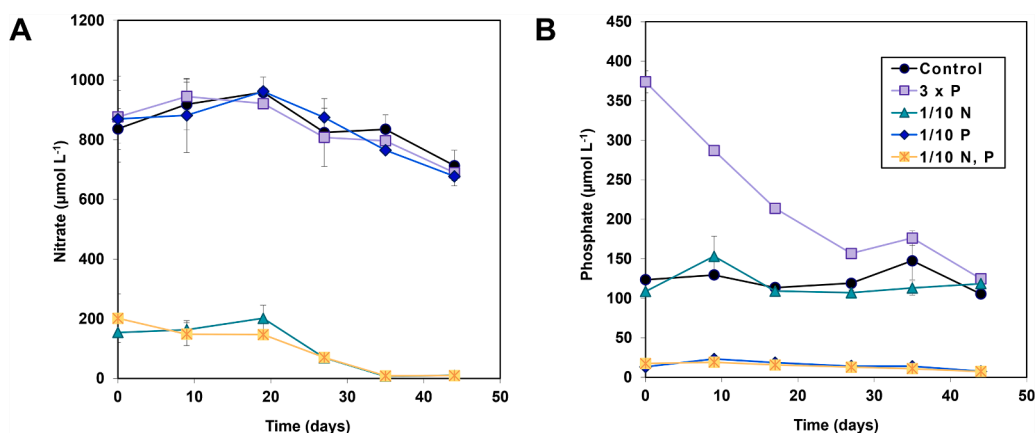 A
1200
1000
800
600
400
200
0
Nitrate (µmol L⁻¹)
0 10 20 30 40 50
Time (days)
B
450
400
350
300
250
200
150
100
50
0
Phosphate (µmol L⁻¹)
Control
3 x P
1/10 N
1/10 P
1/10 N, P
0 10 20 30 40 50
Time (days)